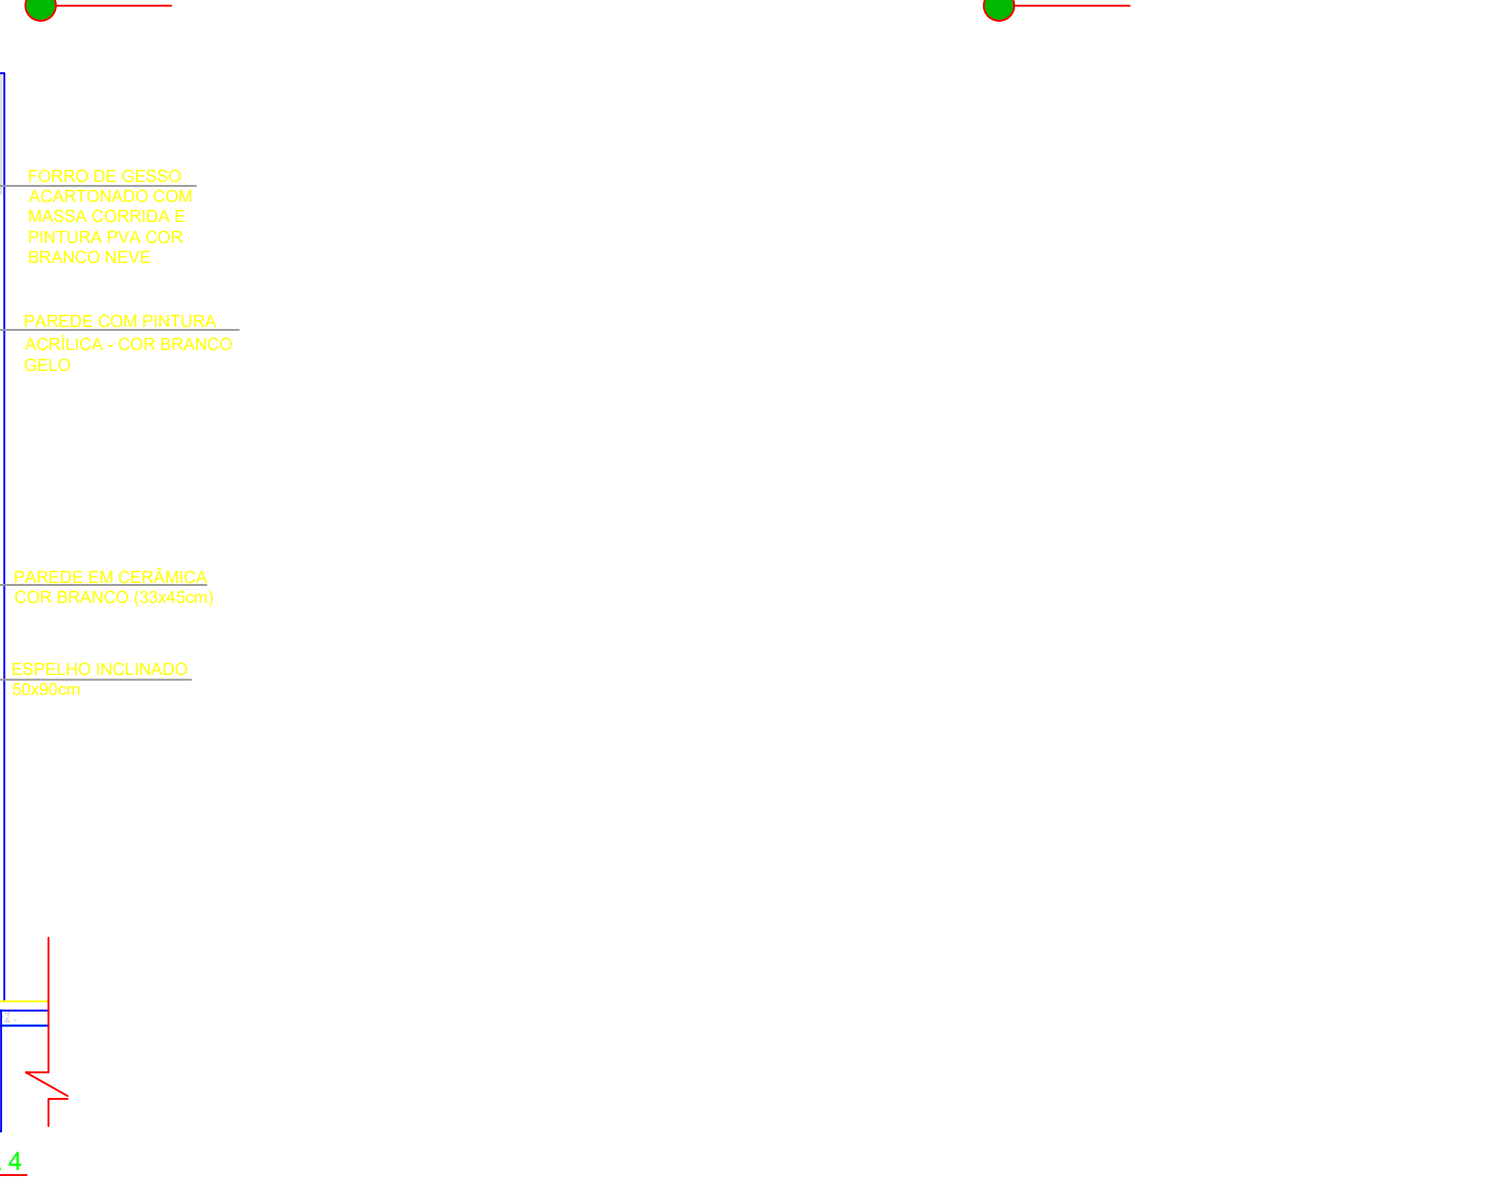 FORRO DE GESSO
ACARTONADO COM
MASSA CORRIDA E
PINTURA PVA COR
BRANCO NEVE
PAREDE COM PINTURA
ACRÍLICA - COR BRANCO
GELO
PAREDE EM CERÂMICA
COR BRANCO (33x45cm)
ESPELHO INCLINADO
50x90cm
4